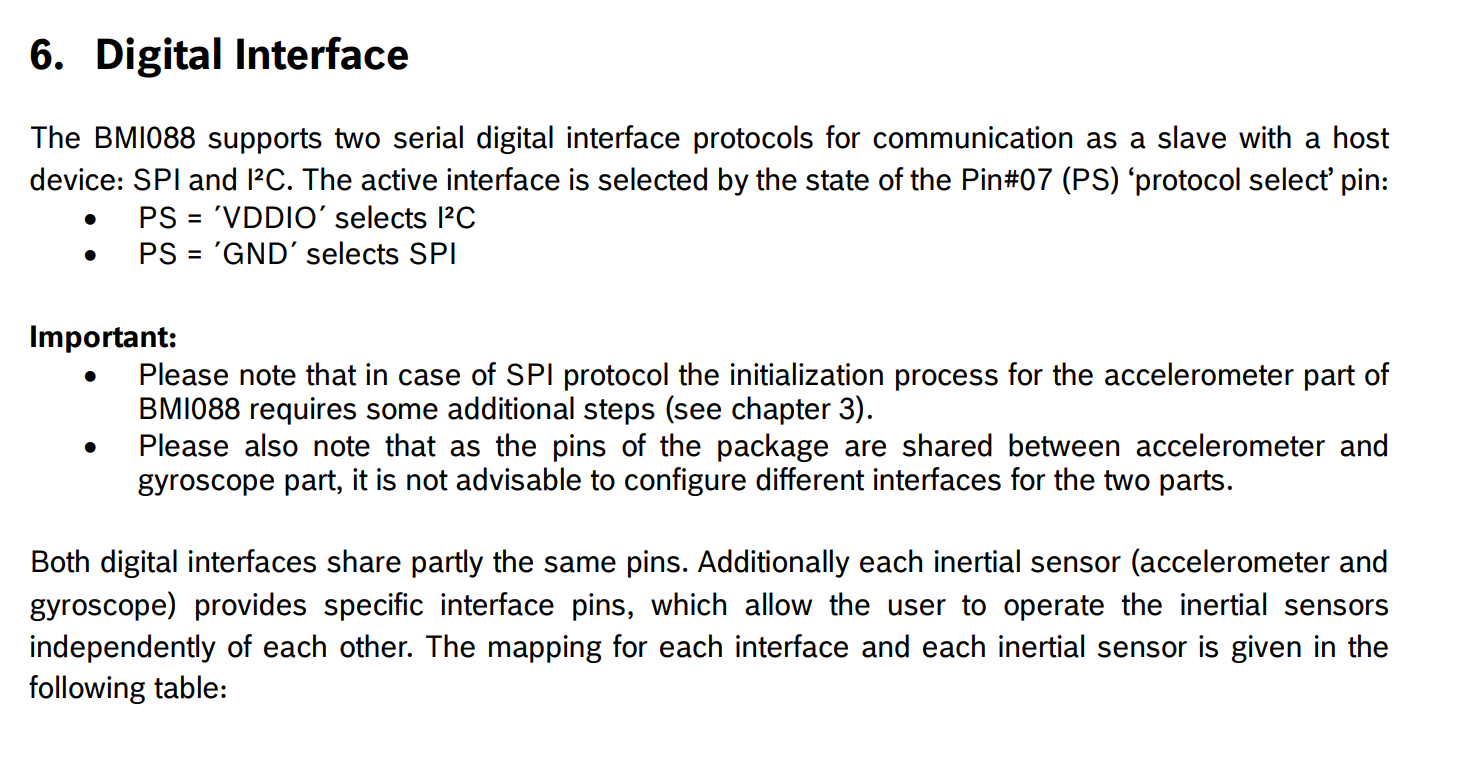 6. Digital Interface
The BMI088 supports two serial digital interface protocols for communication as a slave with a host
device: SPI and I²C. The active interface is selected by the state of the Pin#07 (PS) ‘protocol select’ pin:
• PS = ´VDDIO´ selects I²C
• PS = ´GND´ selects SPI
Important:
• Please note that in case of SPI protocol the initialization process for the accelerometer part of
BMI088 requires some additional steps (see chapter 3).
• Please also note that as the pins of the package are shared between accelerometer and
gyroscope part, it is not advisable to configure different interfaces for the two parts.
Both digital interfaces share partly the same pins. Additionally each inertial sensor (accelerometer and
gyroscope) provides specific interface pins, which allow the user to operate the inertial sensors
independently of each other. The mapping for each interface and each inertial sensor is given in the
following table: